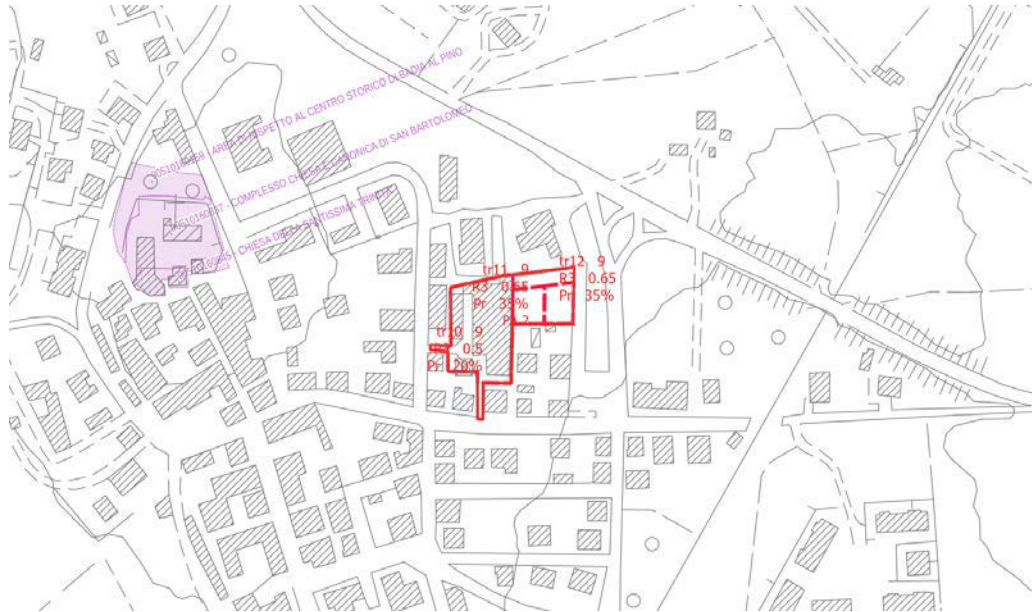 - AREA DI RISPETTO AL CENTRO STORICO DI BADIA AL PINO
- COMPLESSO CHIESA E CANONICA DI SAN BARTOLOMEO
- CHIESA DELLA SANTISSIMA TRINITA'
tr11 9
R3 0.65
Pr 35%
2
tr12 9
R3 0.65
Pr 35%
tr10 9
0.5
Pr 20%